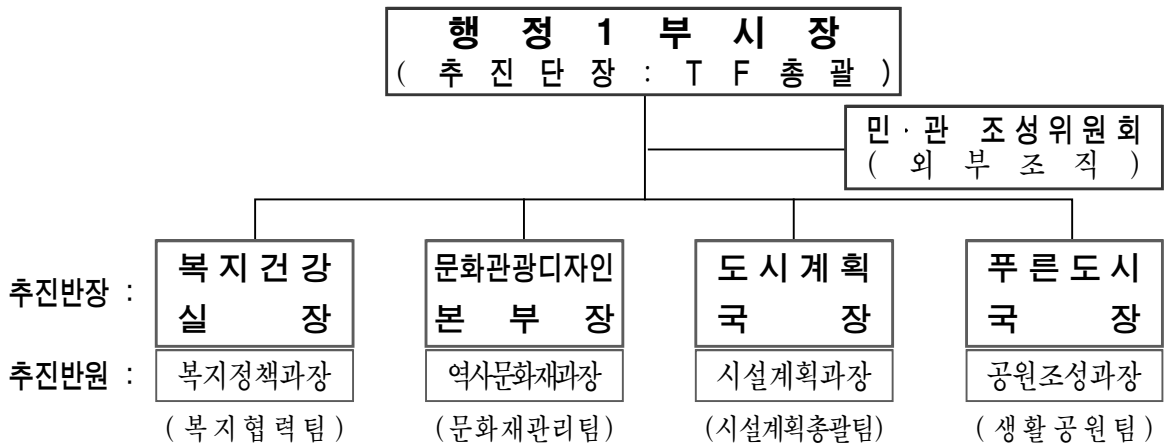 행정1부시장
(추진단장 : TF총괄)
민·관 조성위원회
(외부조직)
추진반장 :
복지건강
실장
문화관광디자인
본부장
도시계획
국장
푸른도시
국장
추진반원 :
복지정책과장
역사문화재과장
시설계획과장
공원조성과장
(복지협력팀)
(문화재관리팀)
(시설계획총괄팀)
(생활공원팀)